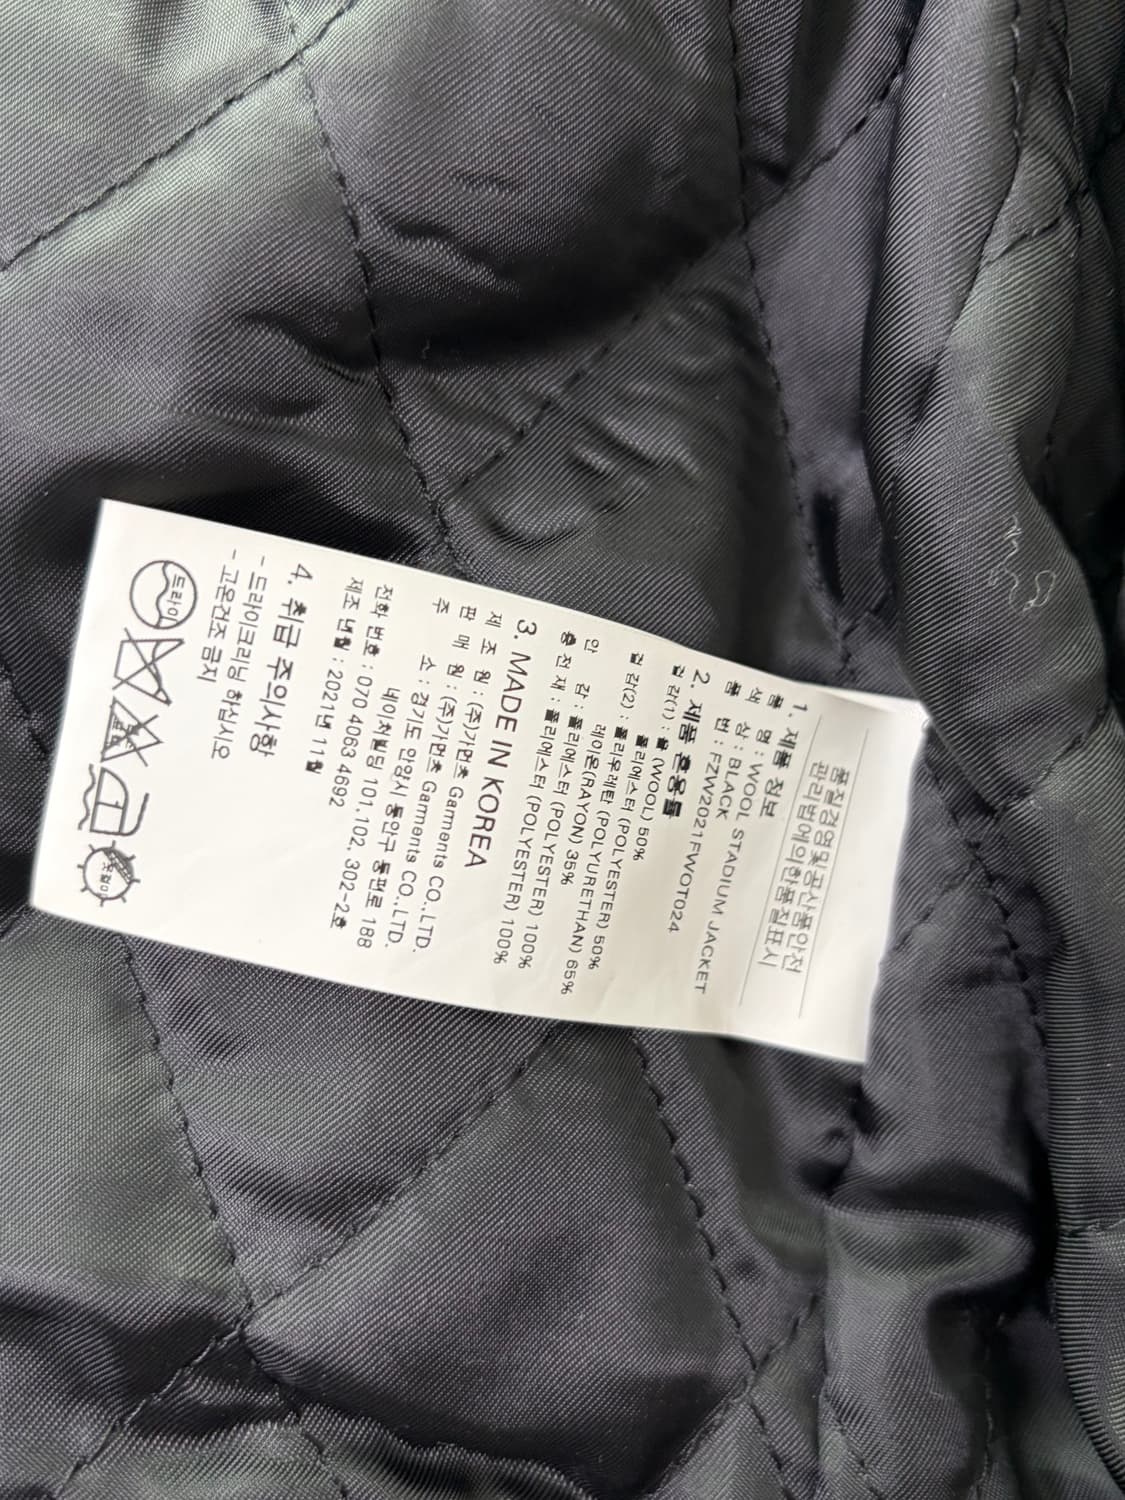 품질경영및공산품안전
관리법에의한품질표시
1. 제품 정보
품 명 : WOOL STADIUM JACKET
색 상 : BLACK
품 번 : FZW2021FWOT024
2. 제품 혼용률
겉 감(1) : 울 (WOOL) 50%
폴리에스터 (POLYESTER) 50%
겉 감(2) : 폴리우레탄 (POLYURETHAN) 65%
레이온(RAYON) 35%
안 감 : 폴리에스터 (POLYESTER) 100%
충 전 재 : 폴리에스터 (POLYESTER) 100%
3. MADE IN KOREA
제 조 원 : (주)가먼츠 Garments CO.,LTD.
판 매 원 : (주)가먼츠 Garments CO.,LTD.
주 소 : 경기도 안양시 동안구 동편로 188
네이처빌딩 101,102, 302-2호
전화 번호 : 070 4063 4692
제조 년월 : 2021년 11월
4. 취급 주의사항
- 드라이크리닝 하십시오
- 고온건조 금지
드라이